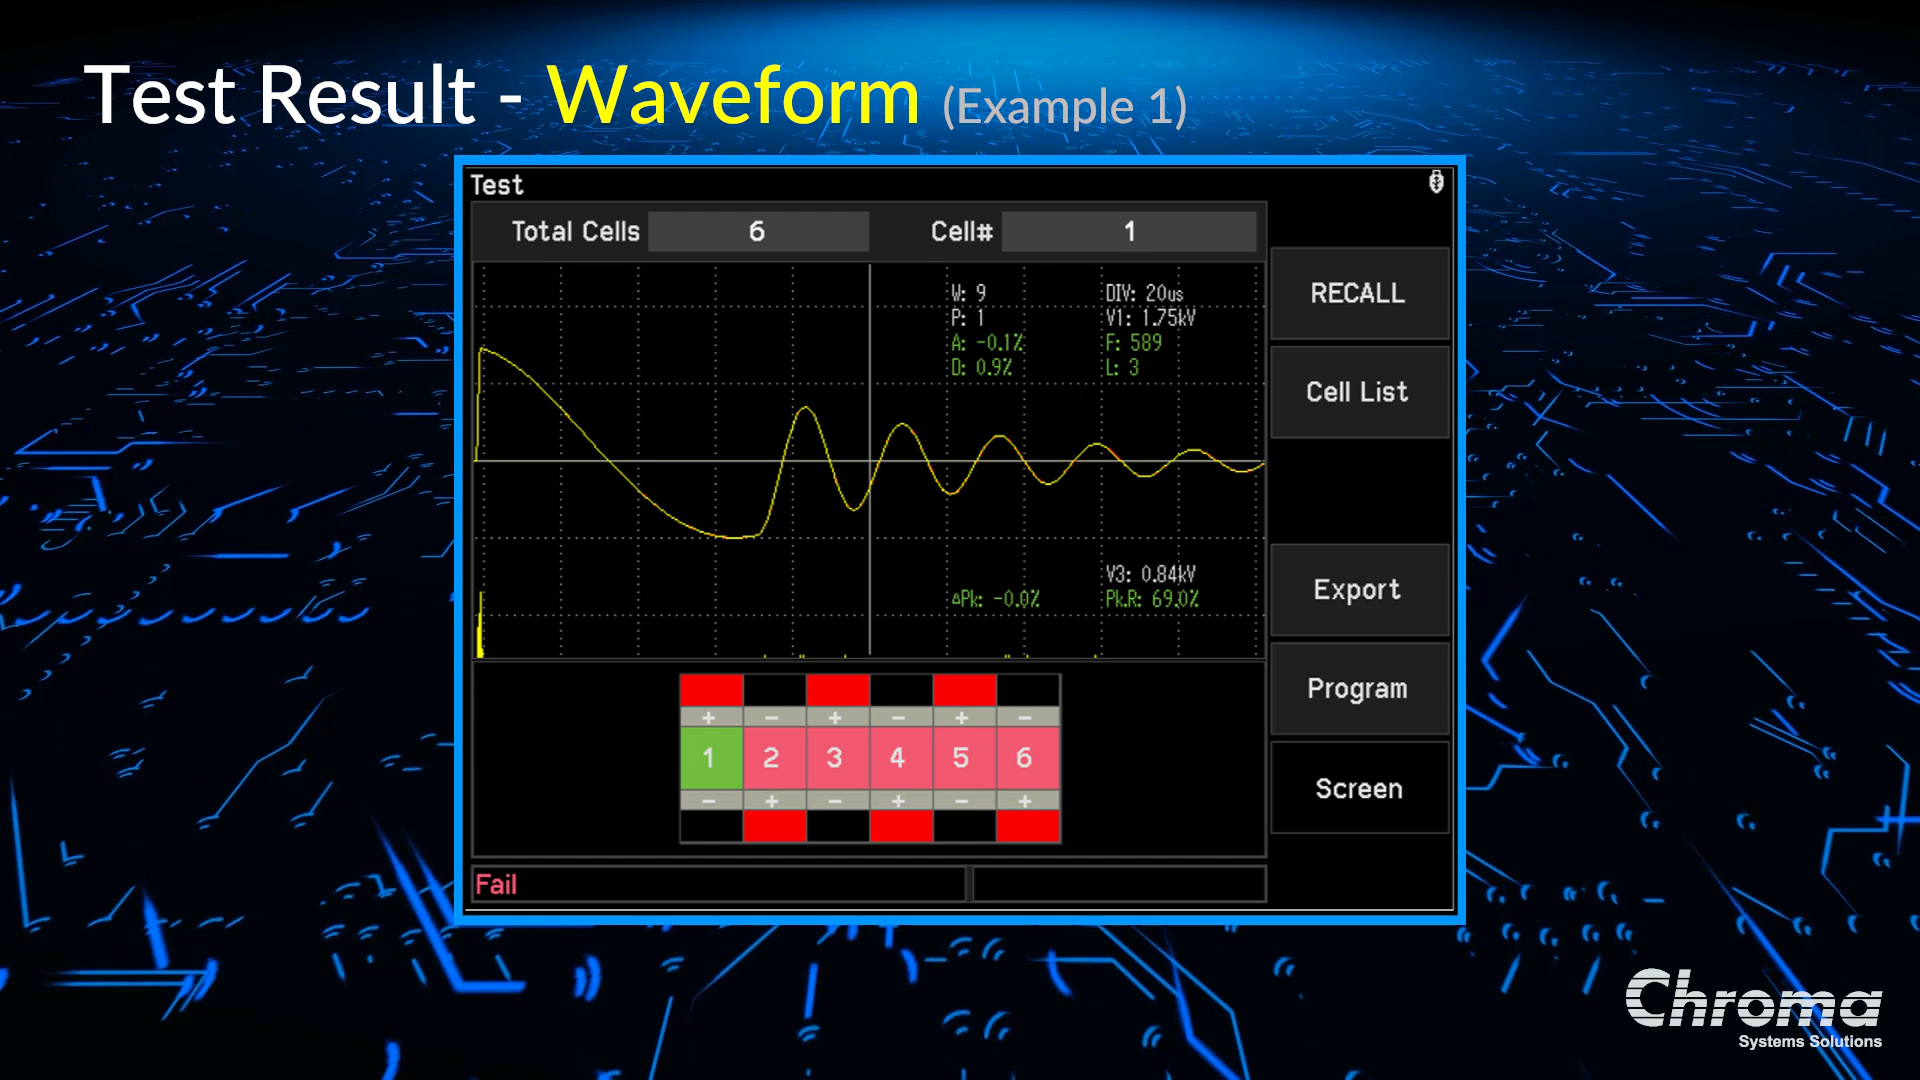 Test Result - Waveform (Example 1)
Test
Total Cells 6 Cell# 1
W: 9 DIV: 20us
P: 1 V1: 1.75kV
A: -0.1% F: 589
D: 0.9% L: 3
V3: 0.84kV
△Pk: -0.0% Pk.R: 69.0%
RECALL
Cell List
Export
Program
Screen
+ - + - + -
1 2 3 4 5 6
- + - + - +
Fail
Chroma
Systems Solutions